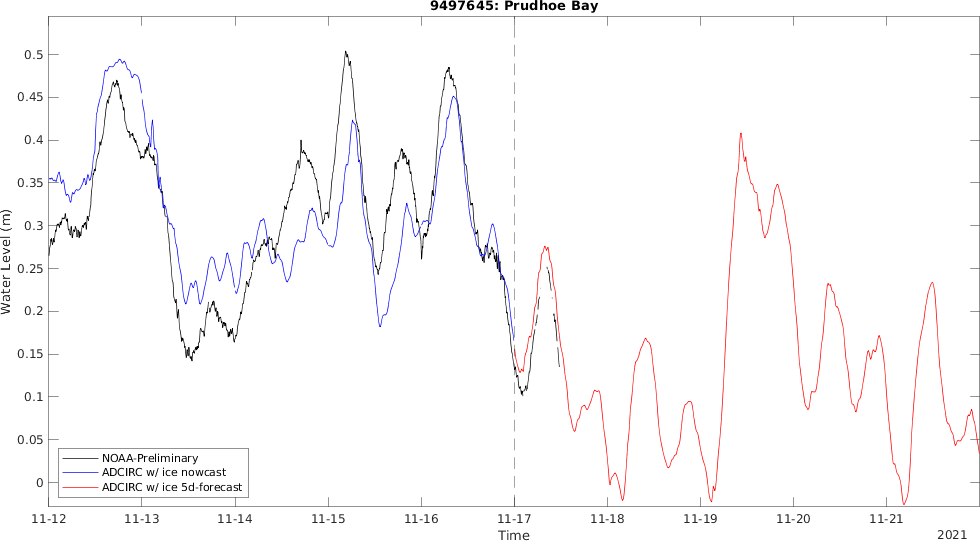 9497645: Prudhoe Bay
Water Level (m)
0.5
0.45
0.4
0.35
0.3
0.25
0.2
0.15
0.1
0.05
0
NOAA-Preliminary
ADCIRC w/ ice nowcast
ADCIRC w/ ice 5d-forecast
11-12 11-13 11-14 11-15 11-16 11-17 11-18 11-19 11-20 11-21
Time
2021